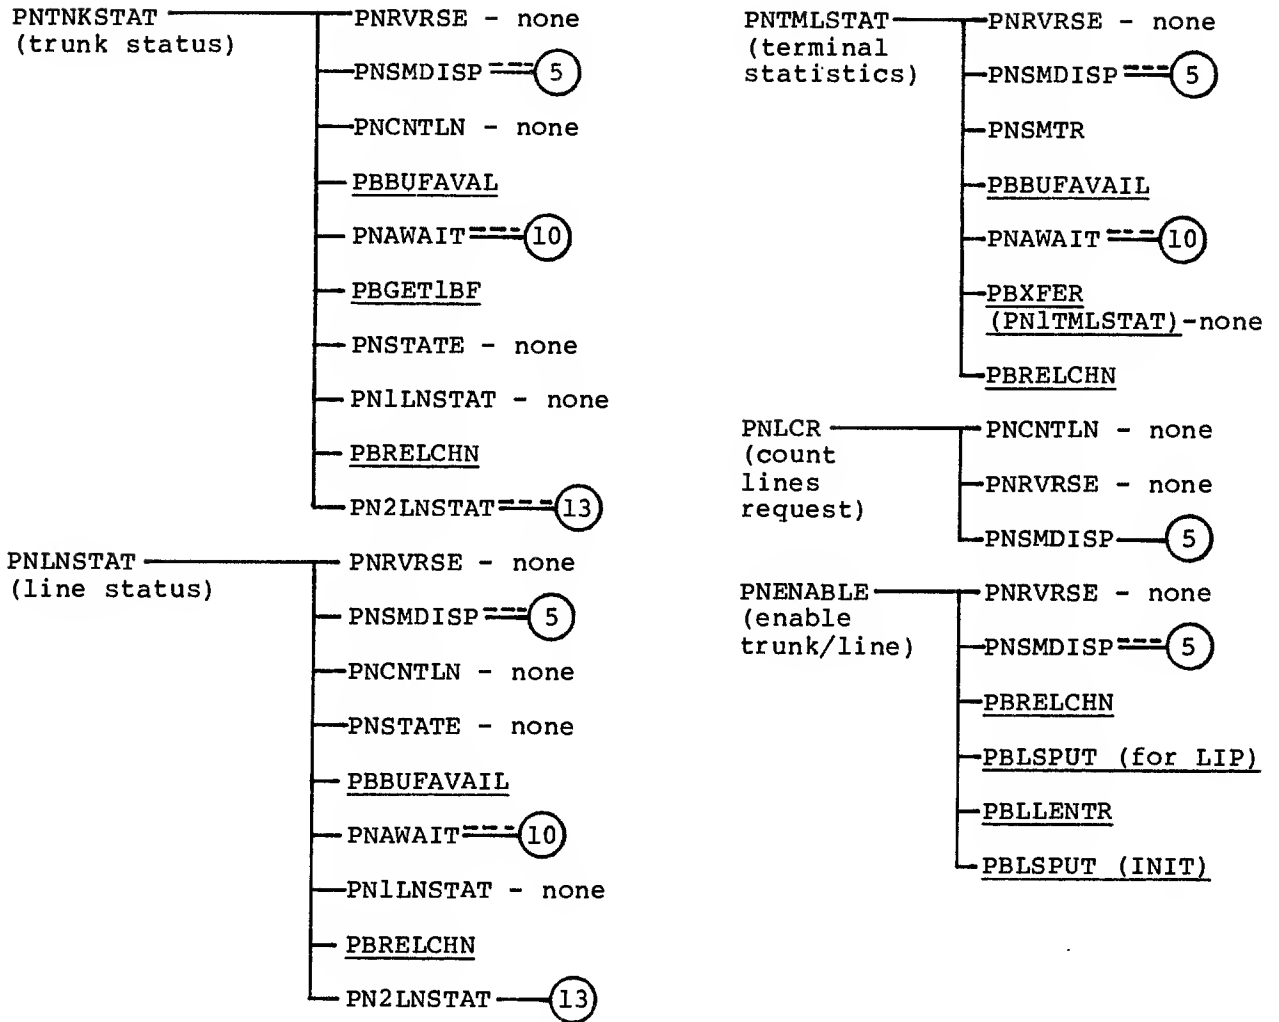 PNTNKSTAT
(trunk status)
PNRVRSE - none
PNSMDISP 5
PNCNTLN - none
PBBUFAVAL
PNAWAIT 10
PBGET1BF
PNSTATE - none
PN1LNSTAT - none
PBRELCHN
PN2LNSTAT 13
PNLNSTAT
(line status)
PNRVRSE - none
PNSMDISP 5
PNCNTLN - none
PNSTATE - none
PBBUFAVAIL
PNAWAIT 10
PN1LNSTAT - none
PBRELCHN
PN2LNSTAT 13
PNTMLSTAT
(terminal
statistics)
PNRVRSE - none
PNSMDISP 5
PNSMTR
PBBUFAVAIL
PNAWAIT 10
PBXFER
(PN1TMLSTAT)-none
PBRELCHN
PNLCR
(count
lines
request)
PNCNTLN - none
PNRVRSE - none
PNSMDISP 5
PNENABLE
(enable
trunk/line)
PNRVRSE - none
PNSMDISP 5
PBRELCHN
PBLSPUT (for LIP)
PBLLENTR
PBLSPUT (INIT)